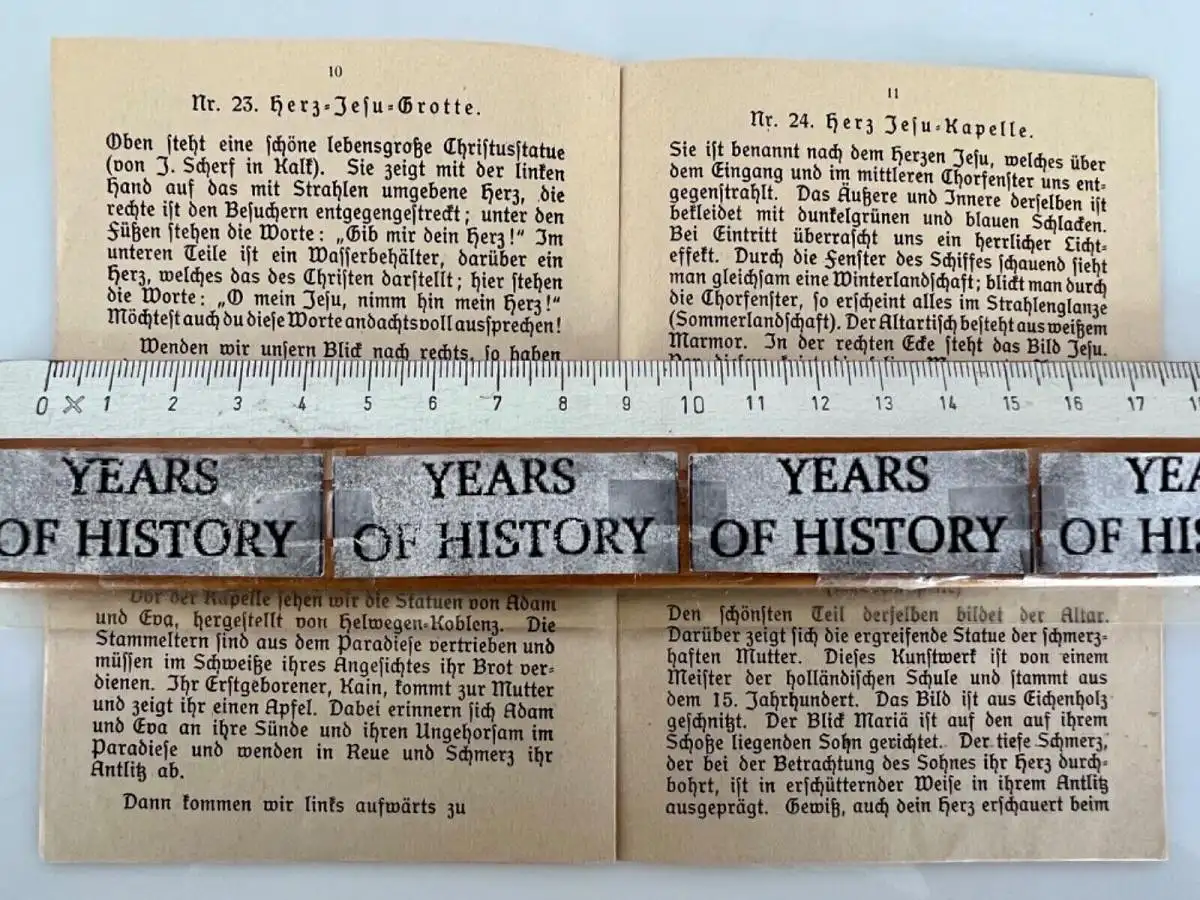 10
Nr. 23. Herz-Jesu-Grotte.
Oben steht eine schöne lebensgroße Christusstatue
(von J. Scherf in Kalk). Sie zeigt mit der linken
Hand auf das mit Strahlen umgebene Herz, die
rechte ist den Besuchern entgegengestreckt; unter den
Füßen stehen die Worte: „Gib mir dein Herz!“ Im
unteren Teile ist ein Wasserbehälter, darüber ein
Herz, welches das des Christen darstellt; hier stehen
die Worte: „O mein Jesu, nimm hin mein Herz!“
Möchtest auch du diese Worte andachtsvoll aussprechen!
Wenden wir unsern Blick nach rechts, so haben
Vor der Kapelle sehen wir die Statuen von Adam
und Eva, hergestellt von Helwegen-Koblenz. Die
Stammeltern sind aus dem Paradiese vertrieben und
müssen im Schweiße ihres Angesichtes ihr Brot ver-
dienen. Ihr Erstgeborener, Kain, kommt zur Mutter
und zeigt ihr einen Apfel. Dabei erinnern sich Adam
und Eva an ihre Sünde und ihren Ungehorsam im
Paradiese und wenden in Reue und Schmerz ihr
Antlitz ab.
Dann kommen wir links aufwärts zu
11
Nr. 24. Herz Jesu-Kapelle.
Sie ist benannt nach dem Herzen Jesu, welches über
dem Eingang und im mittleren Chorfenster uns ent-
gegenstrahlt. Das Äußere und Innere derselben ist
bekleidet mit dunkelgrünen und blauen Schlacken.
Bei Eintritt überrascht uns ein herrlicher Licht-
effekt. Durch die Fenster des Schiffes schauend sieht
man gleichsam eine Winterlandschaft; blickt man durch
die Chorfenster, so erscheint alles im Strahlenglanze
(Sommerlandschaft). Der Altartisch besteht aus weißem
Marmor. In der rechten Ecke steht das Bild Jesu.
Den schönsten Teil derselben bildet der Altar.
Darüber zeigt sich die ergreifende Statue der schmerz-
haften Mutter. Dieses Kunstwerk ist von einem
Meister der holländischen Schule und stammt aus
dem 15. Jahrhundert. Das Bild ist aus Eichenholz
geschnitzt. Der Blick Mariä ist auf den auf ihrem
Schoße liegenden Sohn gerichtet. Der tiefe Schmerz,
der bei der Betrachtung des Sohnes ihr Herz durch-
bohrt, ist in erschütternder Weise in ihrem Antlitz
ausgeprägt. Gewiß, auch dein Herz erschauert beim
0 1 2 3 4 5 6 7 8 9 10 11 12 13 14 15 16 17
YEARS
OF HISTORY
YEARS
OF HISTORY
YEARS
OF HISTORY
YEA
OF HIS